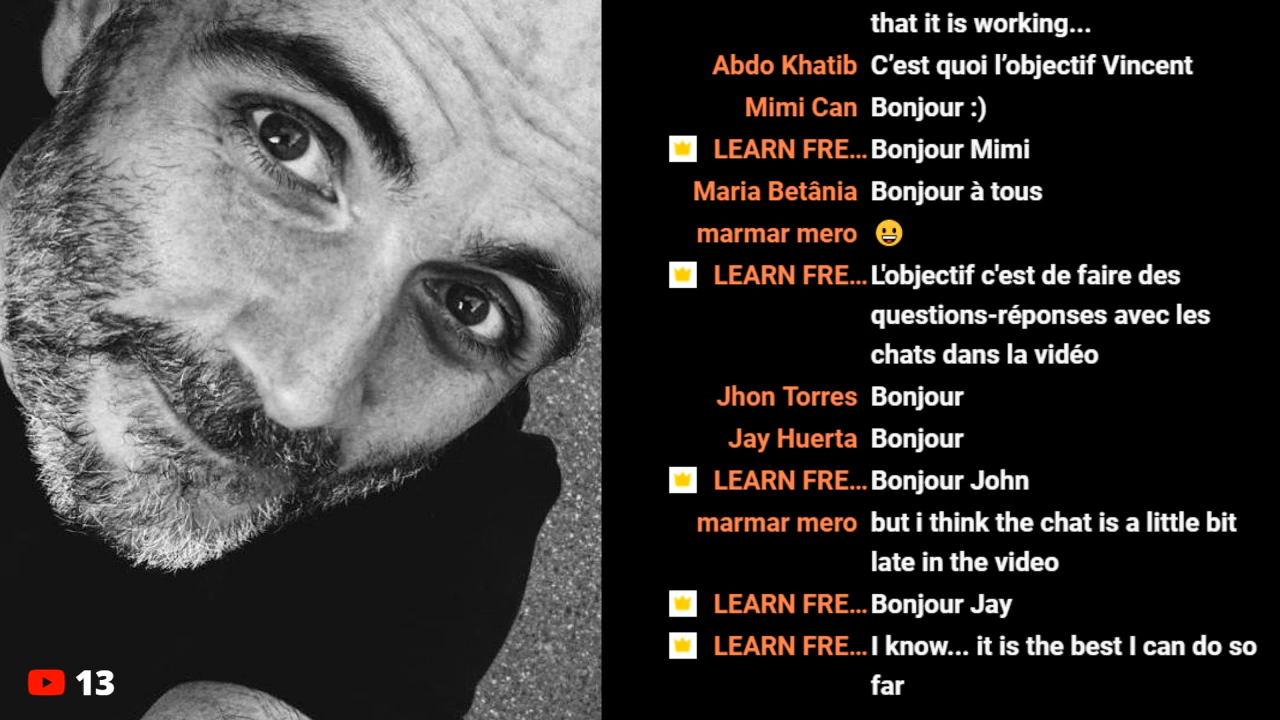 that it is working...
Abdo Khatib C’est quoi l’objectif Vincent
Mimi Can Bonjour :)
LEARN FRE... Bonjour Mimi
Maria Betânia Bonjour à tous
marmar mero 😀
LEARN FRE... L'objectif c'est de faire des
questions-réponses avec les
chats dans la vidéo
Jhon Torres Bonjour
Jay Huerta Bonjour
LEARN FRE... Bonjour John
marmar mero but i think the chat is a little bit
late in the video
LEARN FRE... Bonjour Jay
LEARN FRE... I know... it is the best I can do so
far
13